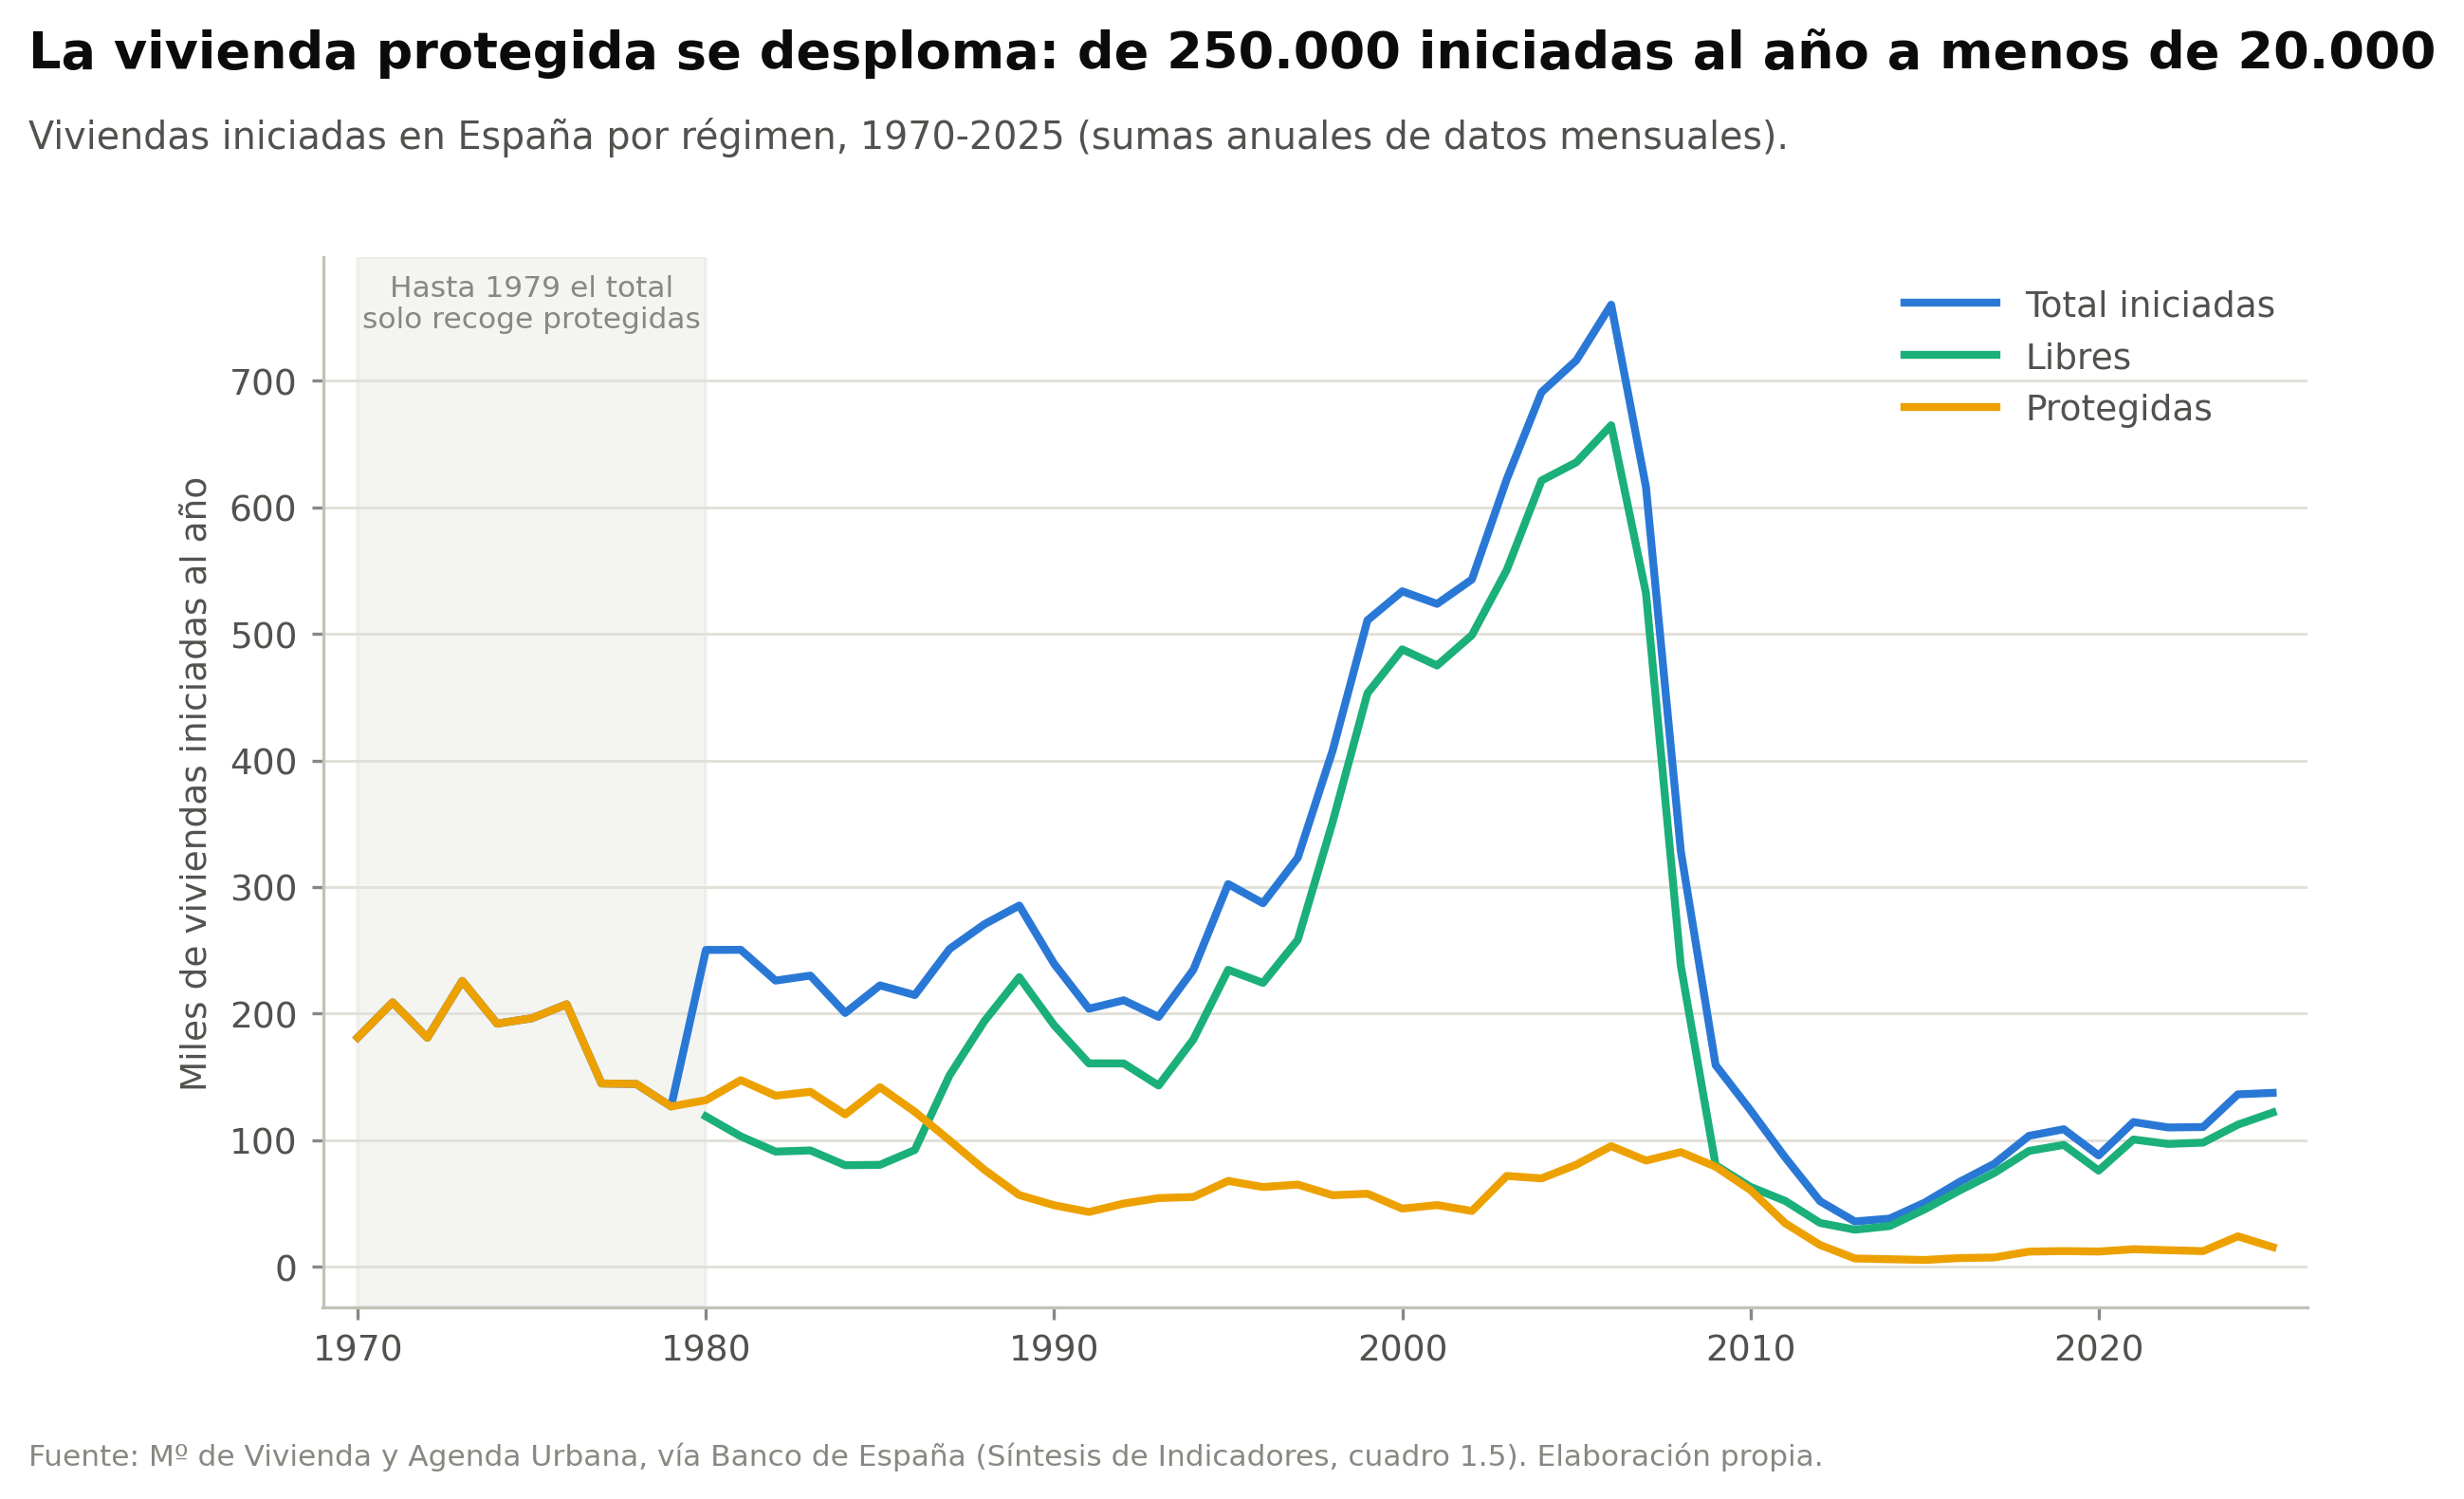 La vivienda protegida se desploma: de 250.000 iniciadas al año a menos de 20.000
Viviendas iniciadas en España por régimen, 1970-2025 (sumas anuales de datos mensuales).
Hasta 1979 el total
solo recoge protegidas
Total iniciadas
Libres
Protegidas
Miles de viviendas iniciadas al año
700
600
500
400
300
200
100
0
1970
1980
1990
2000
2010
2020
Fuente: Mº de Vivienda y Agenda Urbana, vía Banco de España (Síntesis de Indicadores, cuadro 1.5). Elaboración propia.